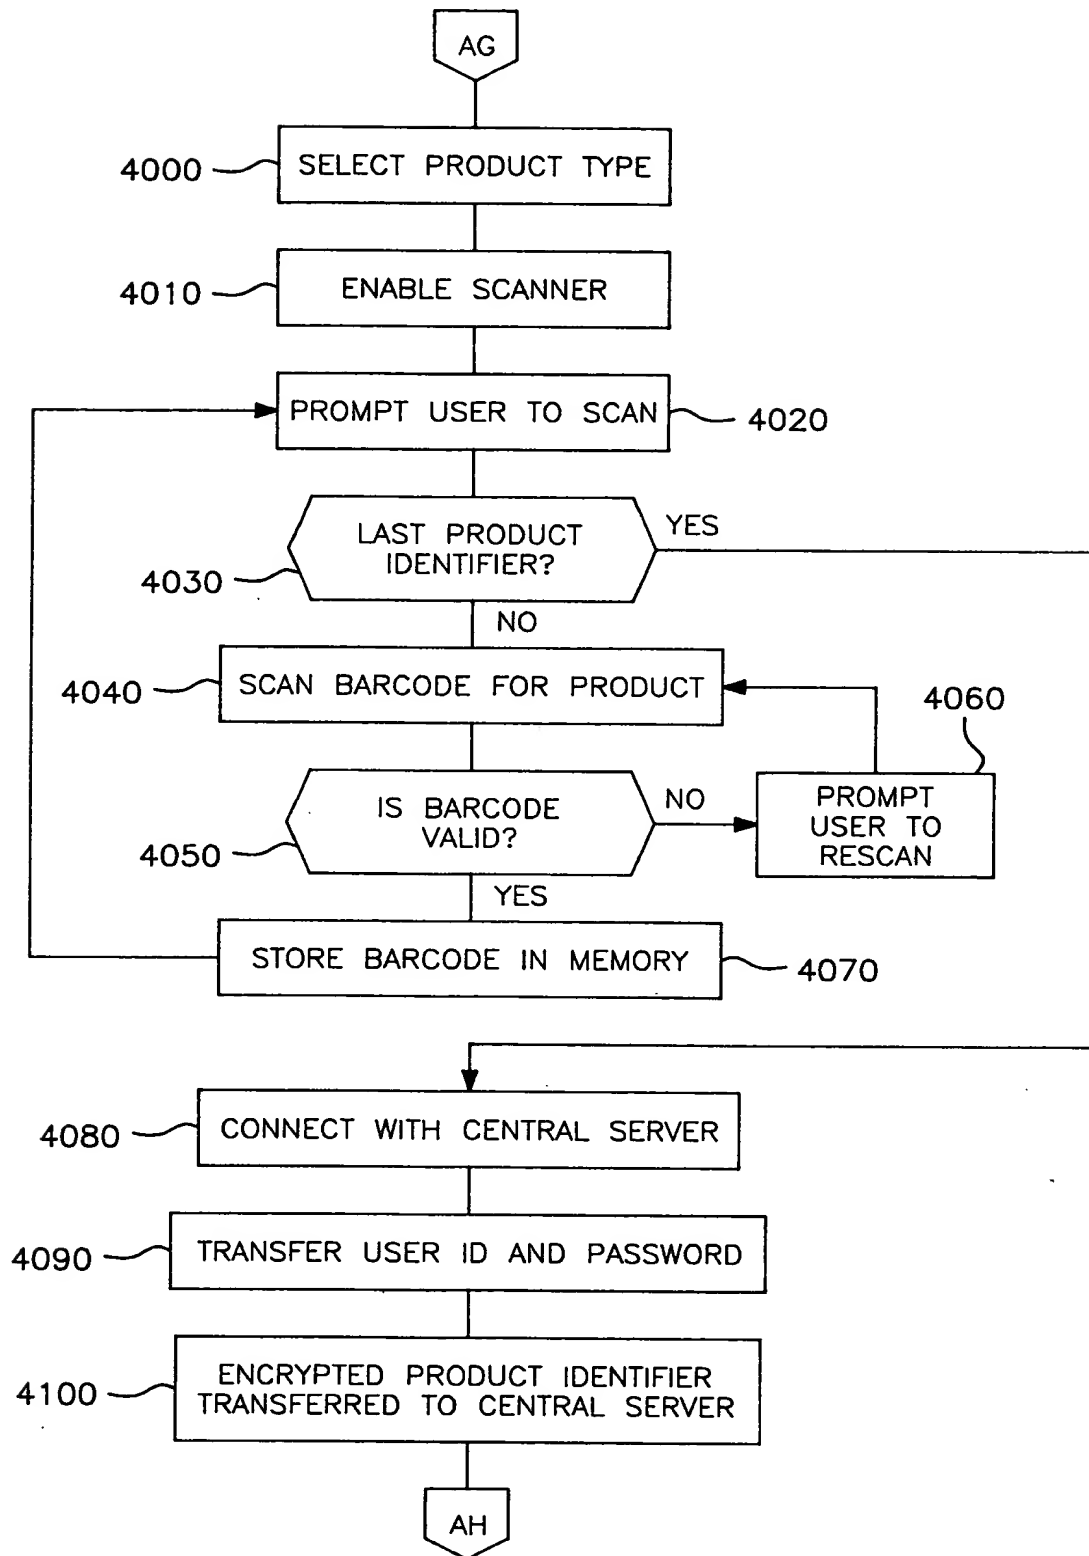 AG
4000
SELECT PRODUCT TYPE
4010
ENABLE SCANNER
PROMPT USER TO SCAN
4020
LAST PRODUCT
IDENTIFIER?
YES
4030
NO
4040
SCAN BARCODE FOR PRODUCT
4060
IS BARCODE
VALID?
NO
4050
PROMPT
USER TO
RESCAN
YES
STORE BARCODE IN MEMORY
4070
4080
CONNECT WITH CENTRAL SERVER
4090
TRANSFER USER ID AND PASSWORD
4100
ENCRYPTED PRODUCT IDENTIFIER
TRANSFERRED TO CENTRAL SERVER
AH